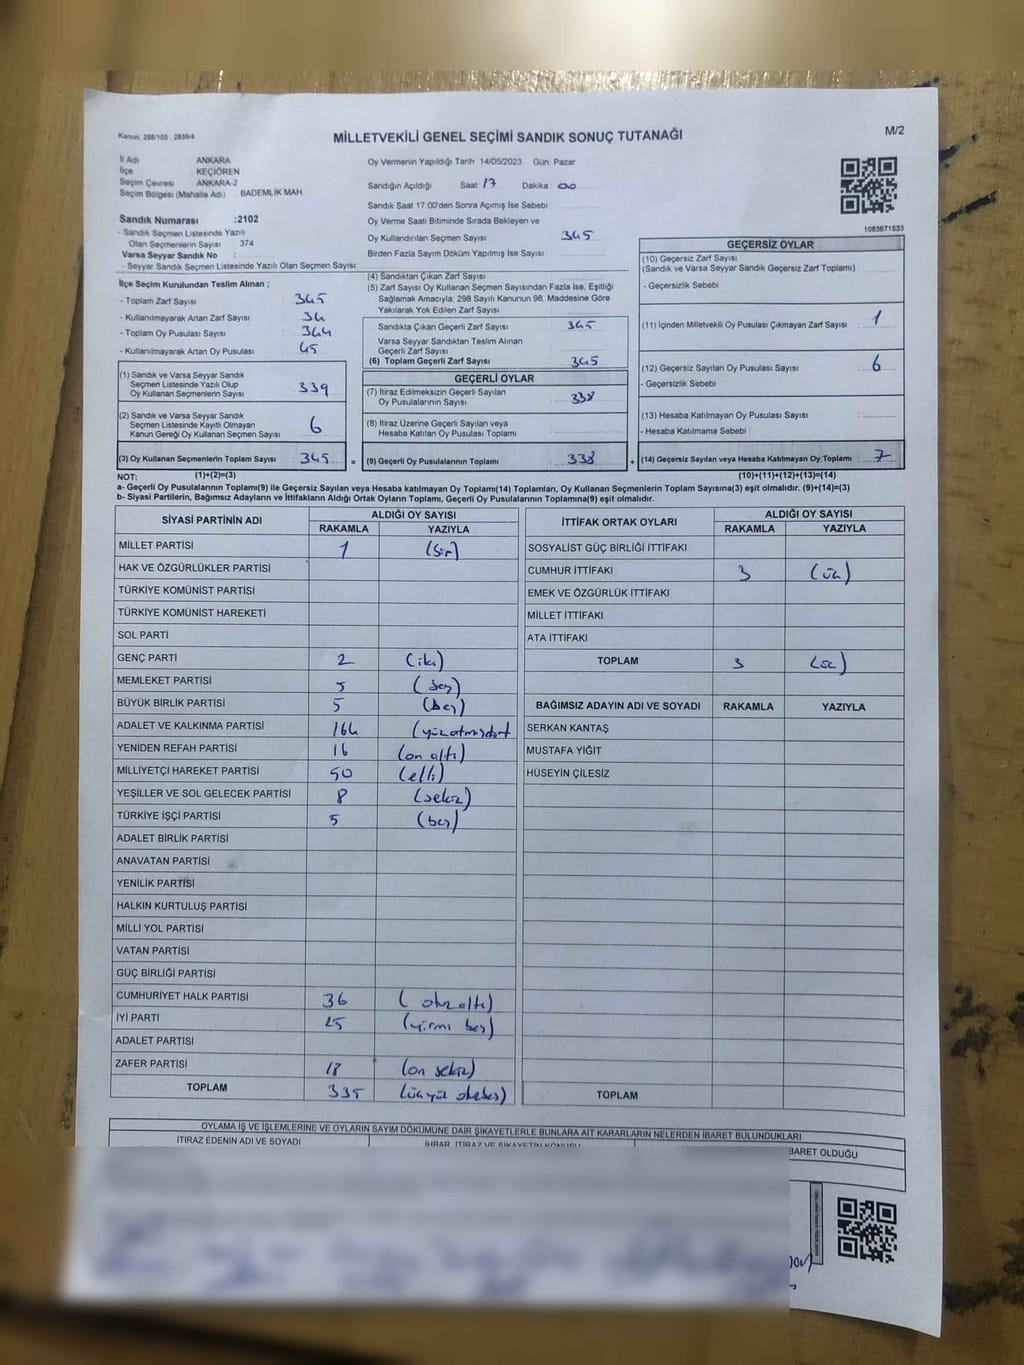 Kanun, 298/105 , 2839/4
MİLLETVEKİLİ GENEL SEÇİMİ SANDIK SONUÇ TUTANAĞI
M/2
İl Adı ANKARA
İlçe KEÇİÖREN
Seçim Çevresi ANKARA-2
Seçim Bölgesi (Mahalle Adı) BADEMLİK MAH.
Sandık Numarası :2102
- Sandık Seçmen Listesinde Yazılı
Olan Seçmenlerin Sayısı 374
Varsa Seyyar Sandık No :
- Seyyar Sandık Seçmen Listesinde Yazılı Olan Seçmen Sayısı:
Oy Vermenin Yapıldığı Tarih 14/05/2023 Gün Pazar
Sandığın Açıldığı Saat 17 Dakika 00
Sandık Saat 17.00'den Sonra Açımış İse Sebebi
Oy Verme Saati Bitiminde Sırada Bekleyen ve
Oy Kullandırılan Seçmen Sayısı 345
Birden Fazla Sayım Döküm Yapılmış İse Sayısı :
1083671533
İlçe Seçim Kurulundan Teslim Alınan ;
- Toplam Zarf Sayısı : 345
- Kullanılmayarak Artan Zarf Sayısı : 34
- Toplam Oy Pusulası Sayısı : 344
- Kullanılmayarak Artan Oy Pusulası : 45
(1) Sandık ve Varsa Seyyar Sandık
Seçmen Listesinde Yazılı Olup
Oy Kullanan Seçmenlerin Sayısı : 339
(2) Sandık ve Varsa Seyyar Sandık
Seçmen Listesinde Kayıtlı Olmayan
Kanun Gereği Oy Kullanan Seçmen Sayısı : 6
(3) Oy Kullanan Seçmenlerin Toplam Sayısı : 345 =
(1)+(2)=(3)
(4) Sandıktan Çıkan Zarf Sayısı
(5) Zarf Sayısı Oy Kullanan Seçmen Sayısından Fazla İse, Eşitliği
Sağlamak Amacıyla; 298 Sayılı Kanunun 98. Maddesine Göre
Yakılarak Yok Edilen Zarf Sayısı :
Sandıkta Çıkan Geçerli Zarf Sayısı : 345
Varsa Seyyar Sandıktan Teslim Alınan
Geçerli Zarf Sayısı :
(6) Toplam Geçerli Zarf Sayısı : 345
GEÇERLİ OYLAR
(7) İtiraz Edilmeksizin Geçerli Sayılan
Oy Pusulalarının Sayısı : 338
(8) İtiraz Üzerine Geçerli Sayılan veya
Hesaba Katılan Oy Pusulası Toplamı :
(9) Geçerli Oy Pusulalarının Toplamı : 338 +
GEÇERSİZ OYLAR
(10) Geçersiz Zarf Sayısı
(Sandık ve Varsa Seyyar Sandık Geçersiz Zarf Toplamı) :
- Geçersizlik Sebebi :
(11) İçinden Milletvekili Oy Pusulası Çıkmayan Zarf Sayısı : 1
(12) Geçersiz Sayılan Oy Pusulası Sayısı : 6
- Geçersizlik Sebebi :
(13) Hesaba Katılmayan Oy Pusulası Sayısı :
- Hesaba Katılmama Sebebi :
(14) Geçersiz Sayılan veya Hesaba Katılmayan Oy Toplamı : 7
(10)+(11)+(12)+(13)=(14)
NOT:
a- Geçerli Oy Pusulalarının Toplamı(9) ile Geçersiz Sayılan veya Hesaba katılmayan Oy Toplamı(14) Toplamları, Oy Kullanan Seçmenlerin Toplam Sayısına(3) eşit olmalıdır. (9)+(14)=(3)
b- Siyasi Partilerin, Bağımsız Adayların ve İttifakların Aldığı Ortak Oyların Toplamı, Geçerli Oy Pusulalarının Toplamına(9) eşit olmalıdır.
SİYASİ PARTİNİN ADI ALDIĞI OY SAYISI
RAKAMLA YAZIYLA
MİLLET PARTİSİ 1 (bir)
HAK VE ÖZGÜRLÜKLER PARTİSİ
TÜRKİYE KOMÜNİST PARTİSİ
TÜRKİYE KOMÜNİST HAREKETİ
SOL PARTİ
GENÇ PARTİ 2 (iki)
MEMLEKET PARTİSİ 5 (beş)
BÜYÜK BİRLİK PARTİSİ 5 (beş)
ADALET VE KALKINMA PARTİSİ 164 (yüzatmışdört
YENİDEN REFAH PARTİSİ 16 (on altı)
MİLLİYETÇİ HAREKET PARTİSİ 50 (elli)
YEŞİLLER VE SOL GELECEK PARTİSİ 8 (sekiz)
TÜRKİYE İŞÇİ PARTİSİ 5 (beş)
ADALET BİRLİK PARTİSİ
ANAVATAN PARTİSİ
YENİLİK PARTİSİ
HALKIN KURTULUŞ PARTİSİ
MİLLİ YOL PARTİSİ
VATAN PARTİSİ
GÜÇ BİRLİĞİ PARTİSİ
CUMHURİYET HALK PARTİSİ 36 (otuz altı)
İYİ PARTİ 25 (yirmi beş)
ADALET PARTİSİ
ZAFER PARTİSİ 18 (on sekiz)
TOPLAM 335 (üçyüz otuzbeş)
İTTİFAK ORTAK OYLARI ALDIĞI OY SAYISI
RAKAMLA YAZIYLA
SOSYALİST GÜÇ BİRLİĞİ İTTİFAKI
CUMHUR İTTİFAKI 3 (üç)
EMEK VE ÖZGÜRLÜK İTTİFAKI
MİLLET İTTİFAKI
ATA İTTİFAKI
TOPLAM 3 (üç)
BAĞIMSIZ ADAYIN ADI VE SOYADI RAKAMLA YAZIYLA
SERKAN KANTAŞ
MUSTAFA YİĞİT
HÜSEYİN ÇİLESİZ
TOPLAM
OYLAMA İŞ VE İŞLEMLERİNE VE OYLARIN SAYIM DÖKÜMÜNE DAİR ŞİKAYETLERLE BUNLARA AİT KARARLARIN NELERDEN İBARET BULUNDUKLARI
İTİRAZ EDENİN ADI VE SOYADI İHBAR, İTİRAZ VE ŞİKAYETİN KONUSU BARET OLDUĞU